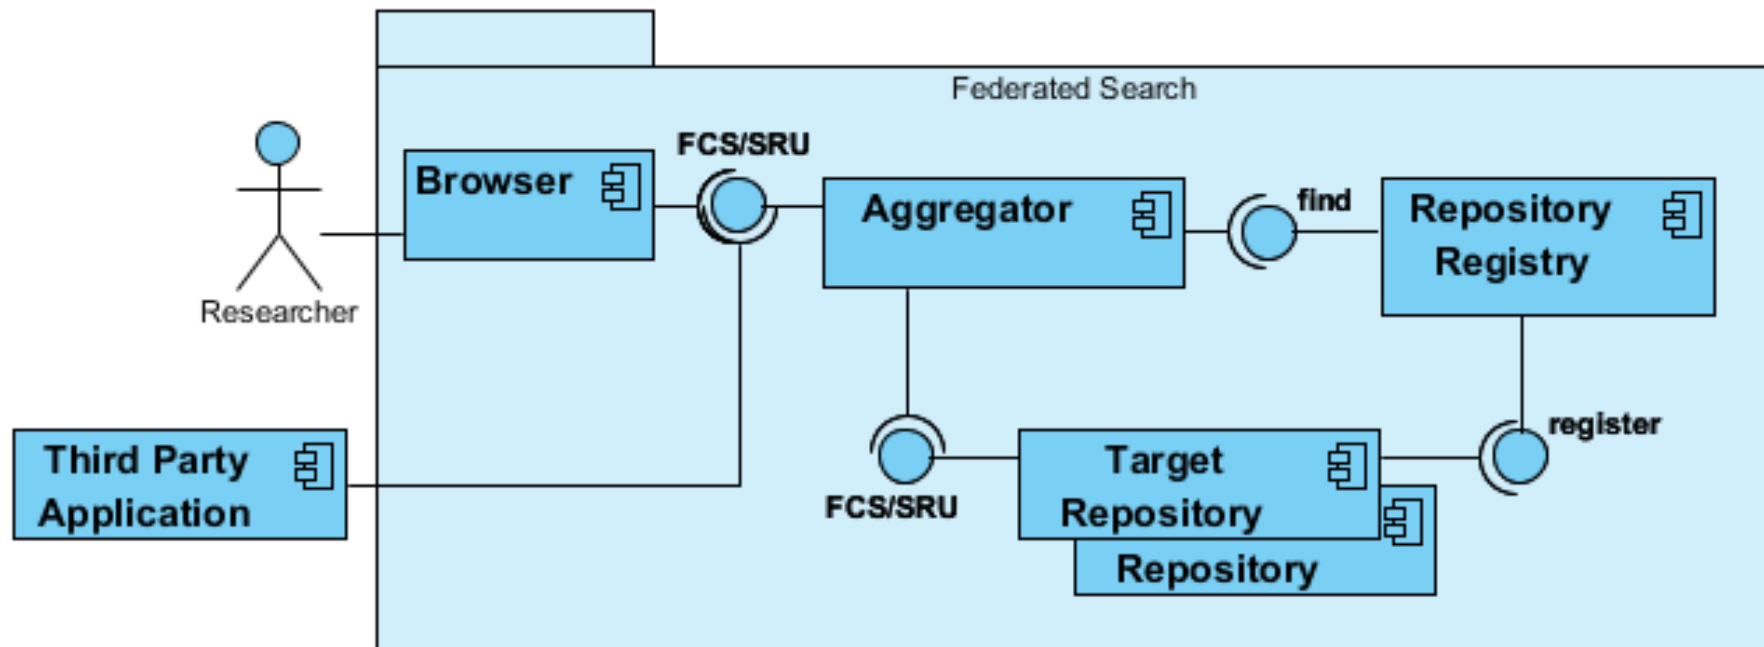 Federated Search
FCS/SRU
Browser
Aggregator
find
Repository
Registry
Researcher
register
Third Party
Application
FCS/SRU
Target
Repository
Repository